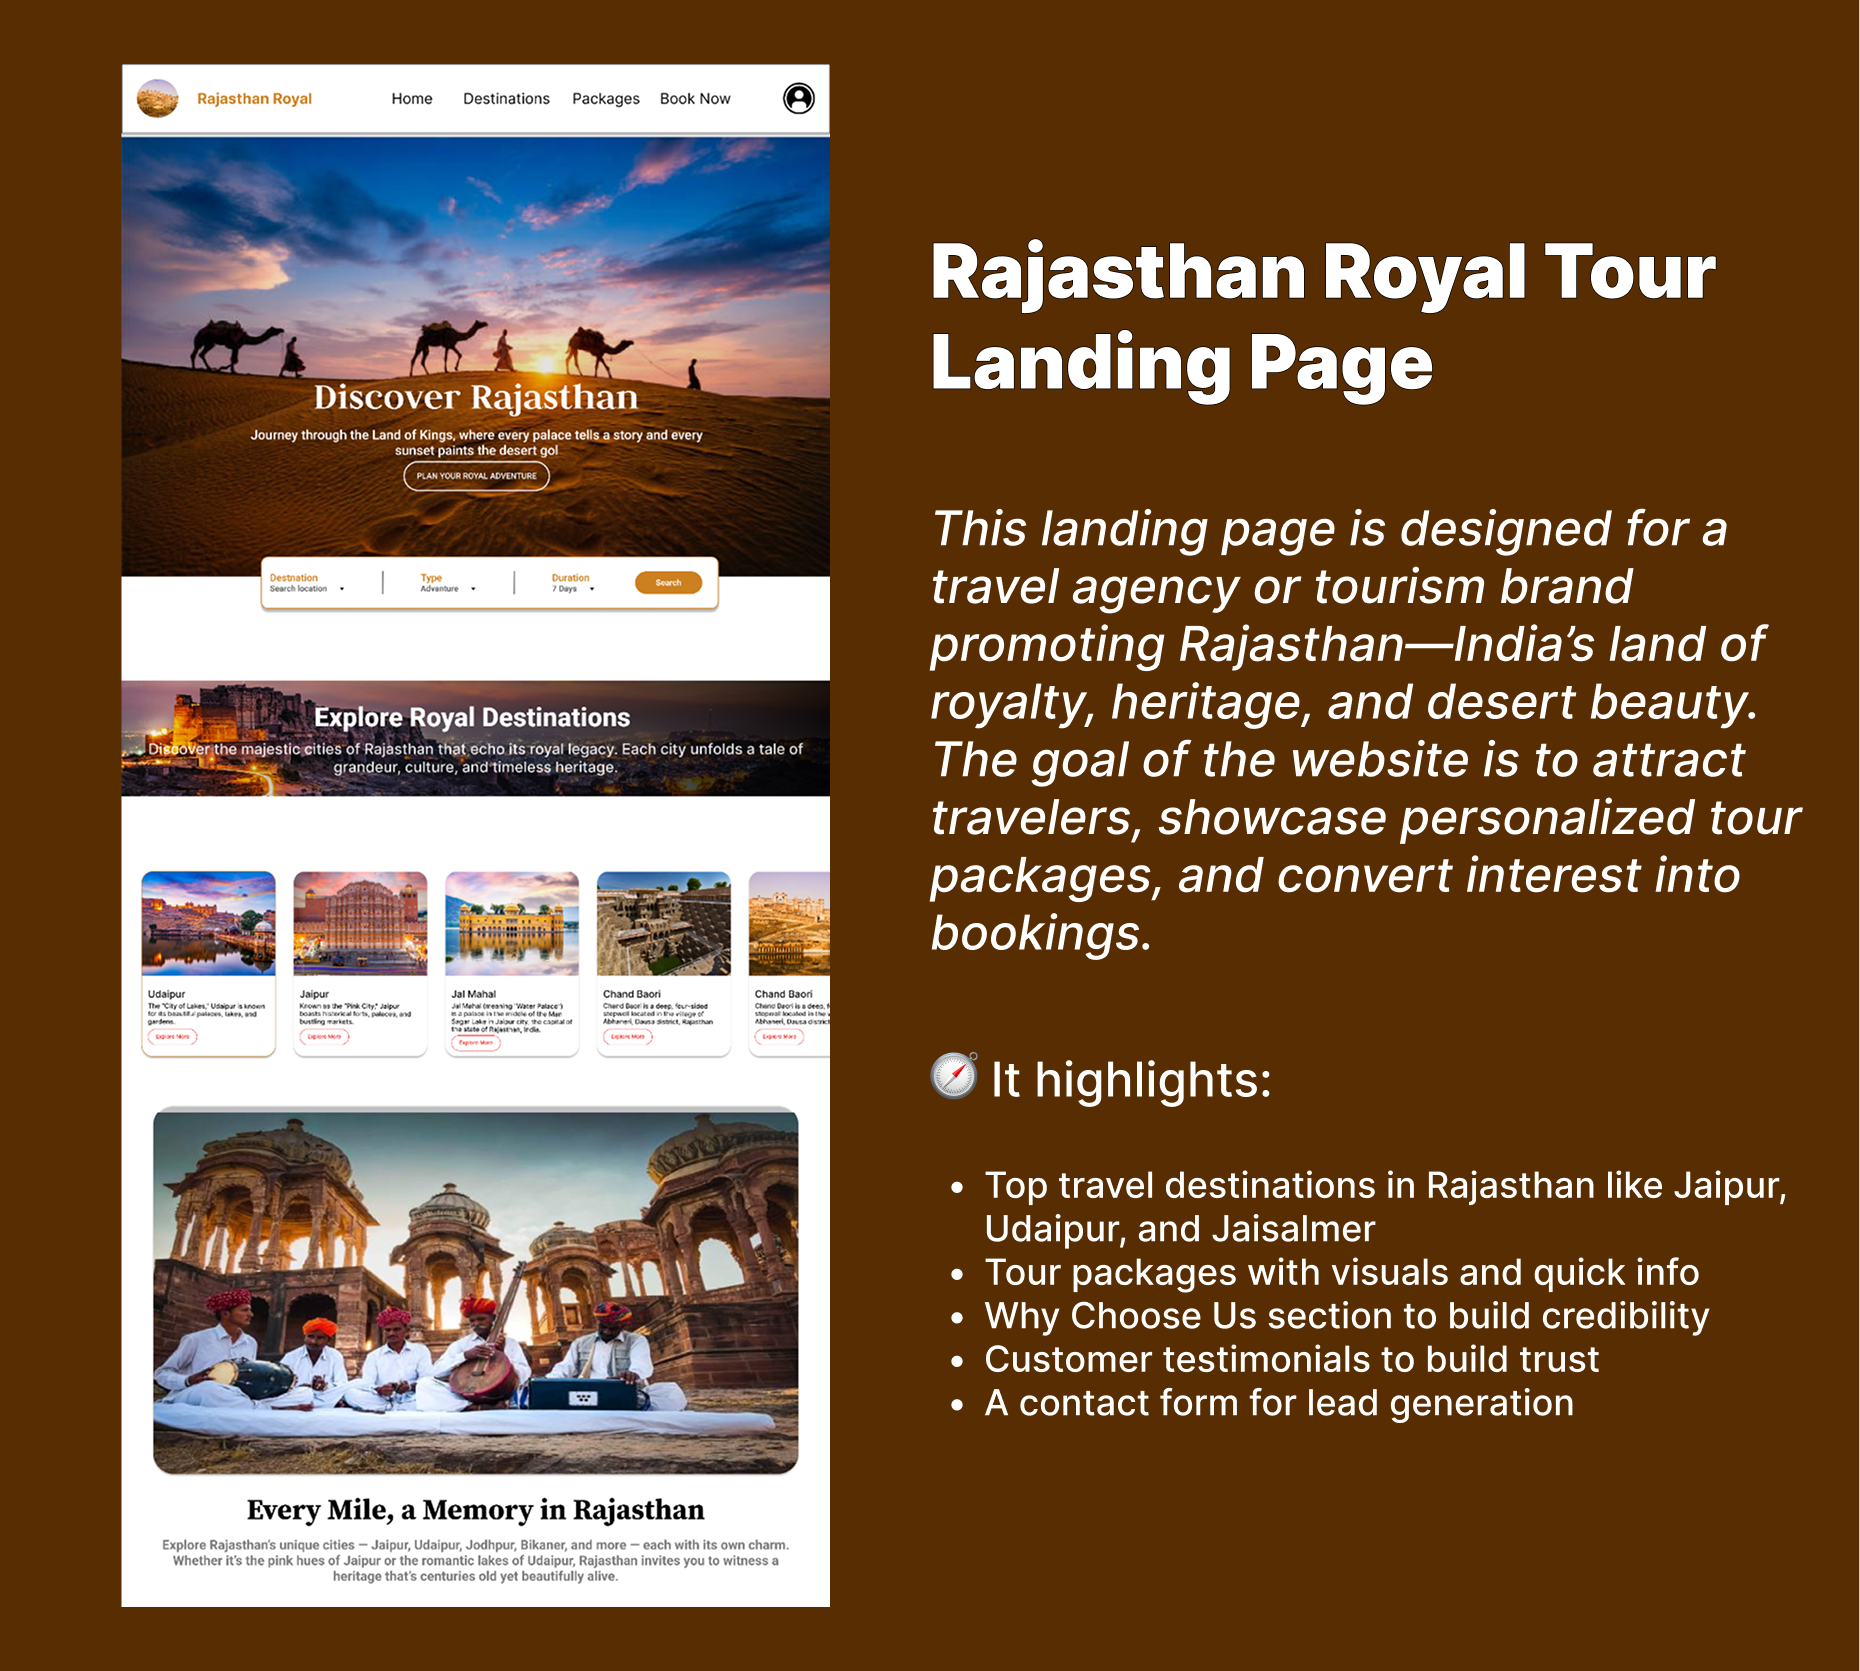 Rajasthan Royal
Home
Destinations
Packages
Book Now
Discover Rajasthan
Journey through the Land of Kings, where every palace tells a story and every
sunset paints the desert gol
PLAN YOUR ROYAL ADVENTURE
Destnation
Search location
Type
Advanture
Duration
7 Days
Search
Explore Royal Destinations
Discover the majestic cities of Rajasthan that echo its royal legacy. Each city unfolds a tale of
grandeur, culture, and timeless heritage.
Udaipur
The "City of Lakes," Udaipur is known
for its beautiful palaces, lakes, and
gardens.
Explore More
Jaipur
Known as the "Pink City," Jaipur
boasts historical forts, palaces, and
bustling markets.
Explore More
Jal Mahal
Jal Mahal (meaning "Water Palace")
is a palace in the middle of the Man
Sagar Lake in Jaipur city, the capital of
the state of Rajasthan, India.
Explore More
Chand Baori
Chand Baori is a deep, four-sided
stepwell located in the village of
Abhaneri, Dausa district, Rajasthan
Explore More
Chand Baori
Chand Baori is a deep,
stepwell located in the
Abhaneri, Dausa district
Explore More
Every Mile, a Memory in Rajasthan
Explore Rajasthan's unique cities — Jaipur, Udaipur, Jodhpur, Bikaner, and more — each with its own charm.
Whether it's the pink hues of Jaipur or the romantic lakes of Udaipur, Rajasthan invites you to witness a
heritage that's centuries old yet beautifully alive.
Rajasthan Royal Tour
Landing Page
This landing page is designed for a
travel agency or tourism brand
promoting Rajasthan—India's land of
royalty, heritage, and desert beauty.
The goal of the website is to attract
travelers, showcase personalized tour
packages, and convert interest into
bookings.
It highlights:
• Top travel destinations in Rajasthan like Jaipur,
Udaipur, and Jaisalmer
• Tour packages with visuals and quick info
• Why Choose Us section to build credibility
• Customer testimonials to build trust
• A contact form for lead generation